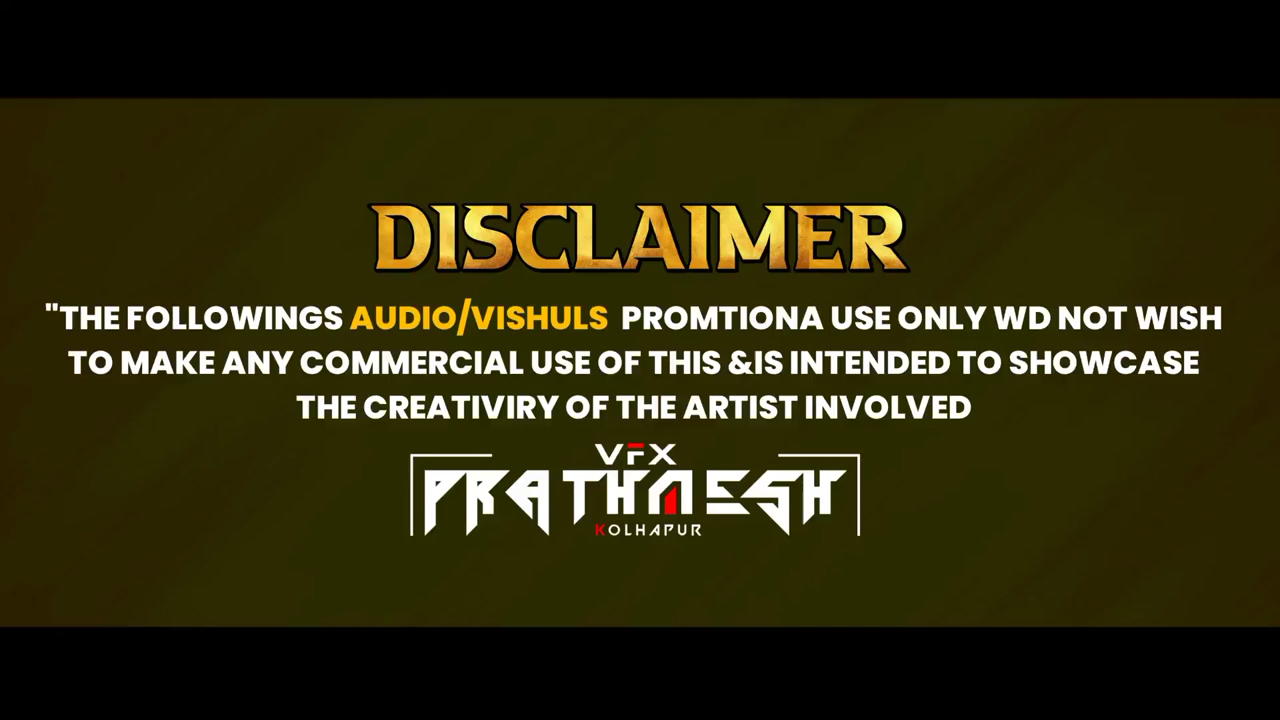 DISCLAIMER
"THE FOLLOWINGS AUDIO/VISHULS PROMTIONA USE ONLY WD NOT WISH
TO MAKE ANY COMMERCIAL USE OF THIS &IS INTENDED TO SHOWCASE
THE CREATIVIRY OF THE ARTIST INVOLVED
VFX
PRATHMESH
KOLHAPUR